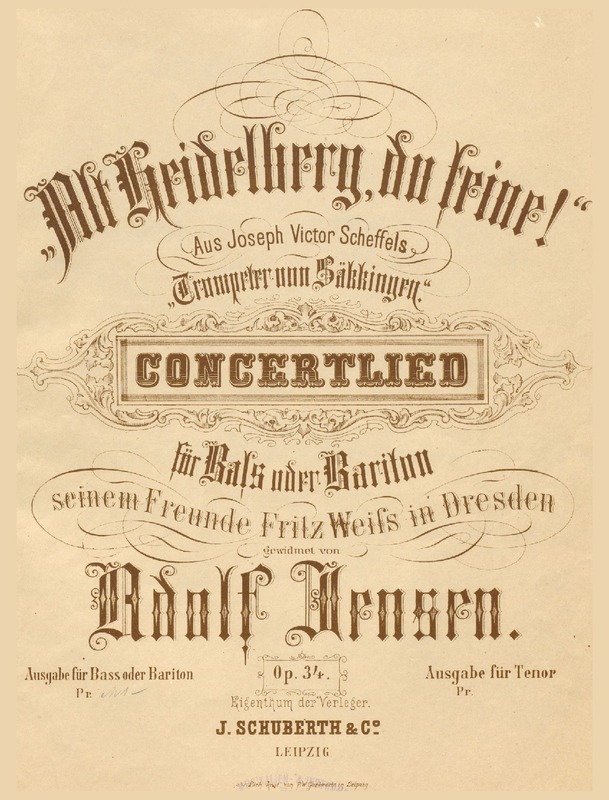 „Alt Heidelberg, du feine!“
Aus Joseph Victor Scheffels
„Trompeter von Säkkingen.“
CONCERTLIED
für Baſs oder Bariton
seinem Freunde Fritz Weiſs in Dresden
gewidmet von
Adolf Jensen.
Ausgabe für Bass oder Bariton
Pr.
Op. 34.
Ausgabe für Tenor
Pr.
Eigenthum der Verleger.
J. SCHUBERTH & Co.
LEIPZIG